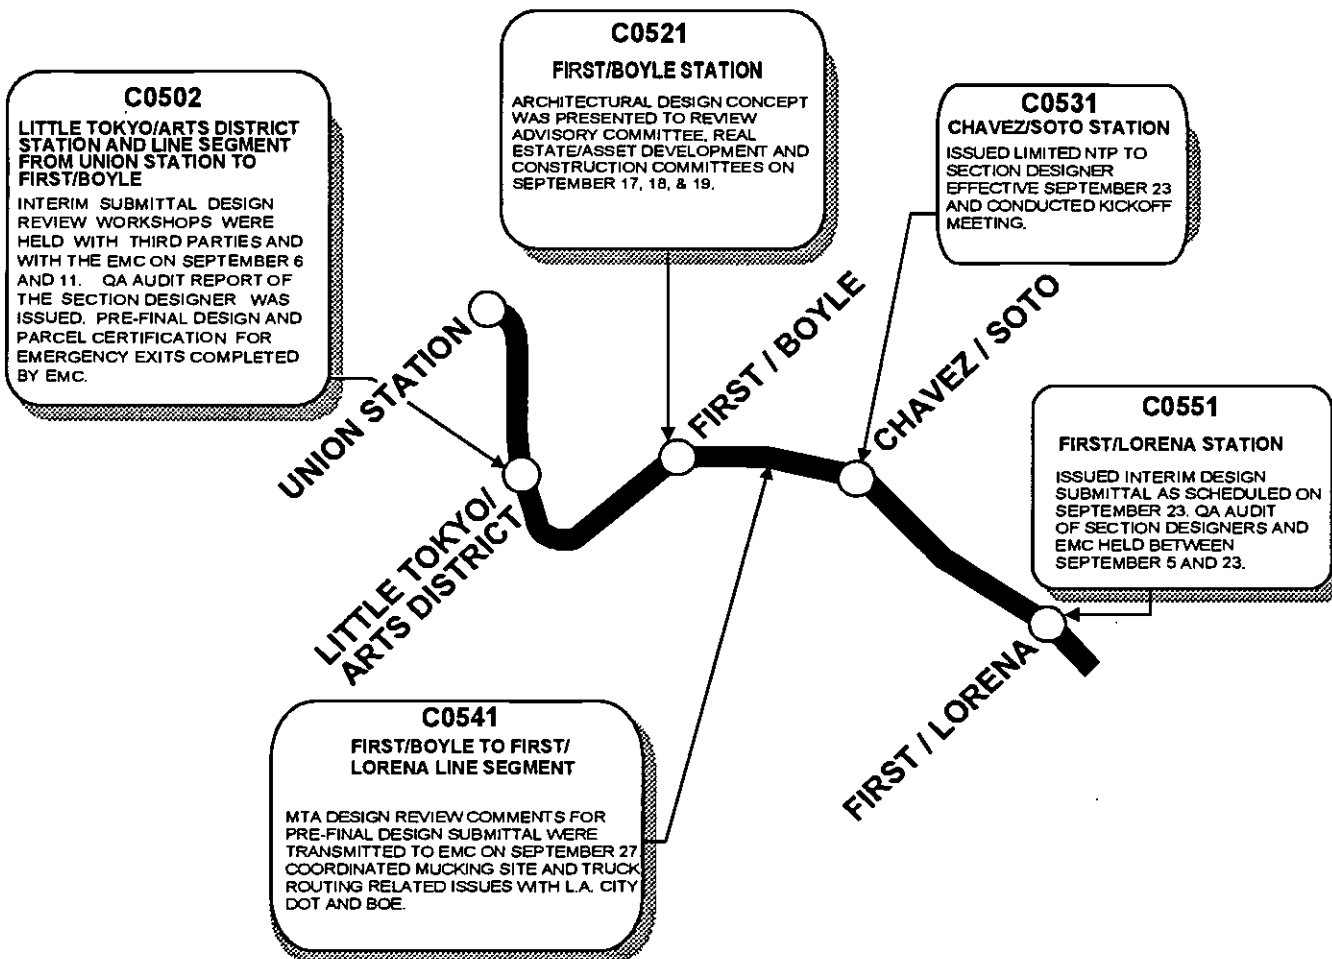 C0521
FIRST/BOYLE STATION
ARCHITECTURAL DESIGN CONCEPT
WAS PRESENTED TO REVIEW
ADVISORY COMMITTEE, REAL
ESTATE/ASSET DEVELOPMENT AND
CONSTRUCTION COMMITTEES ON
SEPTEMBER 17, 18, & 19.
C0502
LITTLE TOKYO/ARTS DISTRICT
STATION AND LINE SEGMENT
FROM UNION STATION TO
FIRST/BOYLE
INTERIM SUBMITTAL DESIGN
REVIEW WORKSHOPS WERE
HELD WITH THIRD PARTIES AND
WITH THE EMC ON SEPTEMBER 6
AND 11. QA AUDIT REPORT OF
THE SECTION DESIGNER WAS
ISSUED. PRE-FINAL DESIGN AND
PARCEL CERTIFICATION FOR
EMERGENCY EXITS COMPLETED
BY EMC.
C0531
CHAVEZ/SOTO STATION
ISSUED LIMITED NTP TO
SECTION DESIGNER
EFFECTIVE SEPTEMBER 23
AND CONDUCTED KICKOFF
MEETING.
UNION STATION
LITTLE TOKYO/
ARTS DISTRICT
FIRST / BOYLE
CHAVEZ / SOTO
FIRST / LORENA
C0551
FIRST/LORENA STATION
ISSUED INTERIM DESIGN
SUBMITTAL AS SCHEDULED ON
SEPTEMBER 23. QA AUDIT
OF SECTION DESIGNERS AND
EMC HELD BETWEEN
SEPTEMBER 5 AND 23.
C0541
FIRST/BOYLE TO FIRST/
LORENA LINE SEGMENT
MTA DESIGN REVIEW COMMENTS FOR
PRE-FINAL DESIGN SUBMITTAL WERE
TRANSMITTED TO EMC ON SEPTEMBER 27.
COORDINATED MUCKING SITE AND TRUCK
ROUTING RELATED ISSUES WITH L.A. CITY
DOT AND BOE.